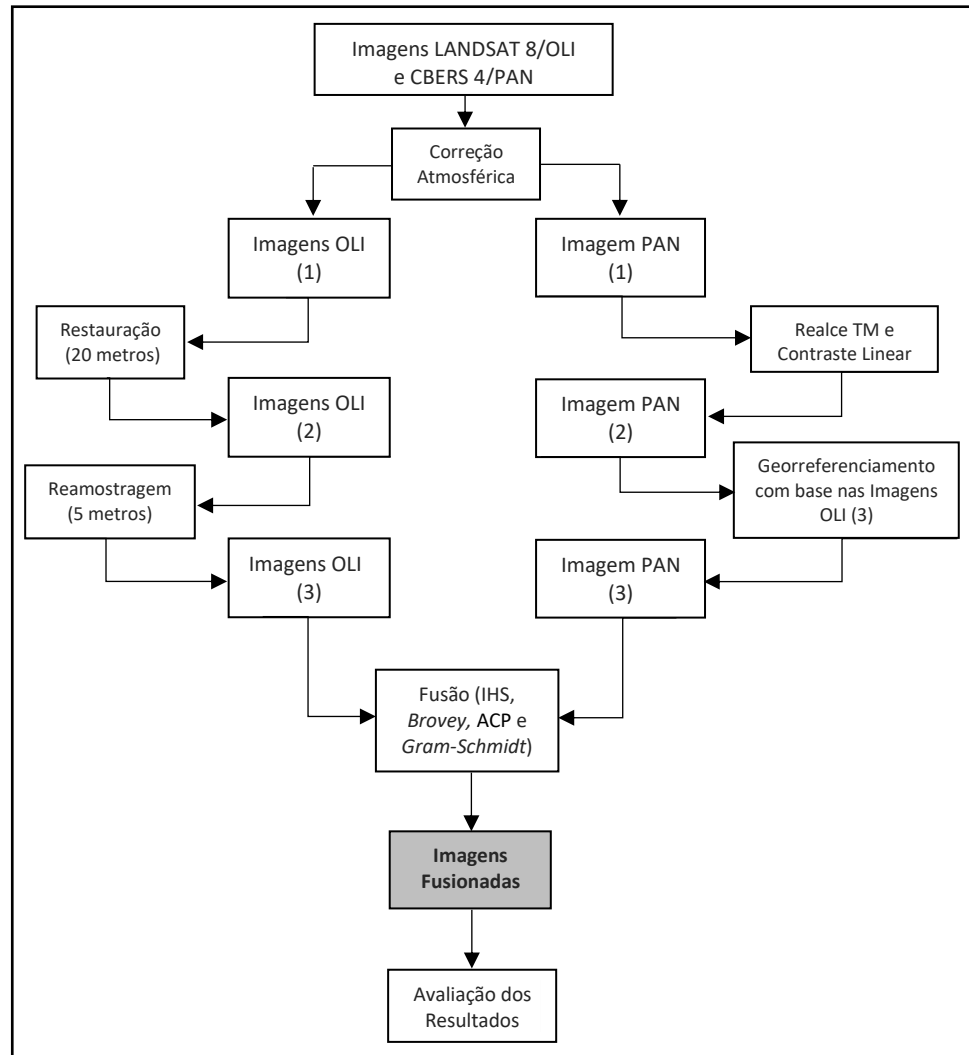 Imagens LANDSAT 8/OLI
e CBERS 4/PAN
Correção
Atmosférica
Imagens OLI
(1)
Imagem PAN
(1)
Restauração
(20 metros)
Realce TM e
Contraste Linear
Imagens OLI
(2)
Imagem PAN
(2)
Reamostragem
(5 metros)
Georreferenciamento
com base nas Imagens
OLI (3)
Imagens OLI
(3)
Imagem PAN
(3)
Fusão (IHS,
Brovey, ACP e
Gram-Schmidt)
Imagens
Fusionadas
Avaliação dos
Resultados